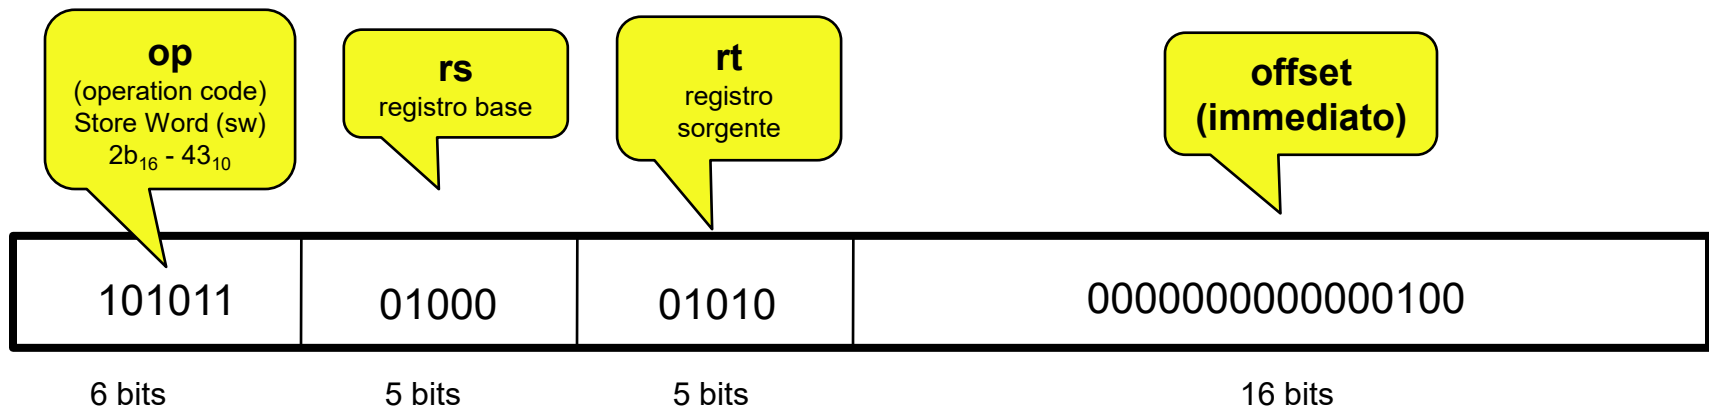 op
(operation code)
Store Word (sw)
2b₁₆ - 43₁₀
rs
registro base
rt
registro
sorgente
offset
(immediato)
101011
01000
01010
0000000000000100
6 bits
5 bits
5 bits
16 bits